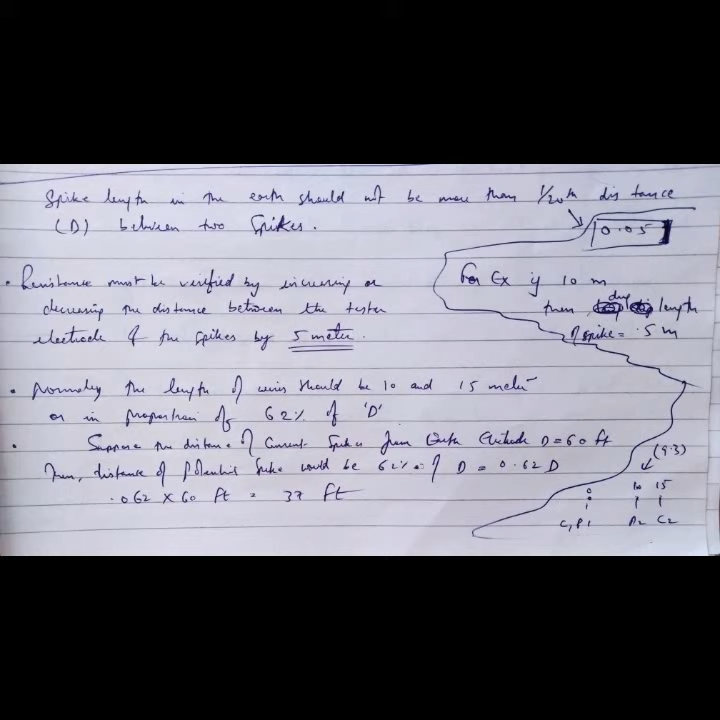 Spike length in the earth should not be more than 1/20th distance
(D) between two Spikes.
0.05
For Ex if 10 m
then deep length
of spike = .5 m
• Resistance must be verified by increasing or
decreasing the distance between the tester
electrode & the spikes by 5 meter.
• Normaley the length of wires should be 10 and 15 meter
or in proportion of 62% of 'D'
• Suppose the distance of Current Spike from Earth Electrode D = 60 ft
Then, distance of Potential Spike would be 62% of D = 0.62 D
.062 x 60 ft = 37 ft
(9.3)
0 10 15
C1P1 P2 C2